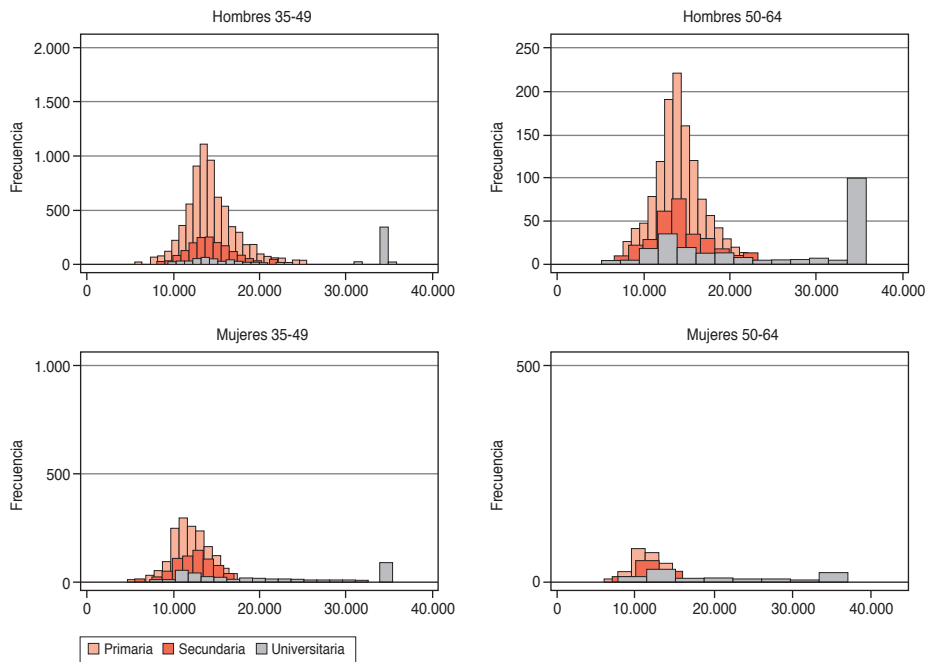 Hombres 35-49
Frecuencia
2.000
1.500
1.000
500
0
0 10.000 20.000 30.000 40.000
Hombres 50-64
Frecuencia
250
200
150
100
50
0
0 10.000 20.000 30.000 40.000
Mujeres 35-49
Frecuencia
1.000
500
0
0 10.000 20.000 30.000 40.000
Mujeres 50-64
Frecuencia
500
0
0 10.000 20.000 30.000 40.000
Primaria Secundaria Universitaria